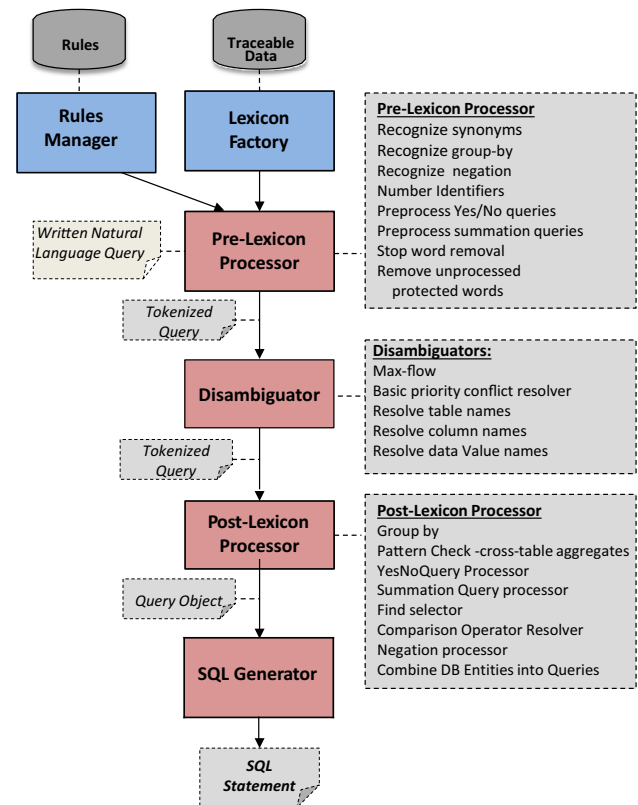 Rules
Traceable
Data
Rules
Manager
Lexicon
Factory
Pre-Lexicon Processor
Recognize synonyms
Recognize group-by
Recognize negation
Number Identifiers
Preprocess Yes/No queries
Preprocess summation queries
Stop word removal
Remove unprocessed
protected words
Written Natural
Language Query
Pre-Lexicon
Processor
Tokenized
Query
Disambiguator
Disambiguators:
Max-flow
Basic priority conflict resolver
Resolve table names
Resolve column names
Resolve data Value names
Tokenized
Query
Post-Lexicon
Processor
Post-Lexicon Processor
Group by
Pattern Check -cross-table aggregates
YesNoQuery Processor
Summation Query processor
Find selector
Comparison Operator Resolver
Negation processor
Combine DB Entities into Queries
Query Object
SQL Generator
SQL
Statement